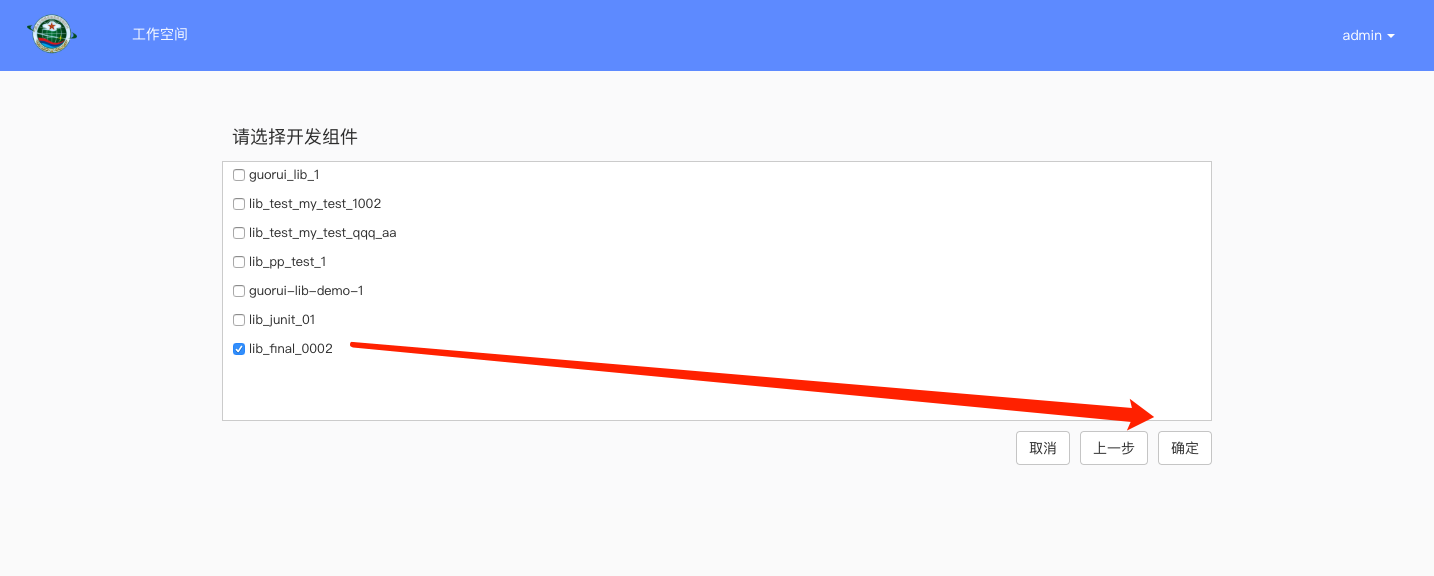 工作空间
admin
请选择开发组件
guorui_lib_1
lib_test_my_test_1002
lib_test_my_test_qqq_aa
lib_pp_test_1
guorui-lib-demo-1
lib_junit_01
lib_final_0002
取消
上一步
确定